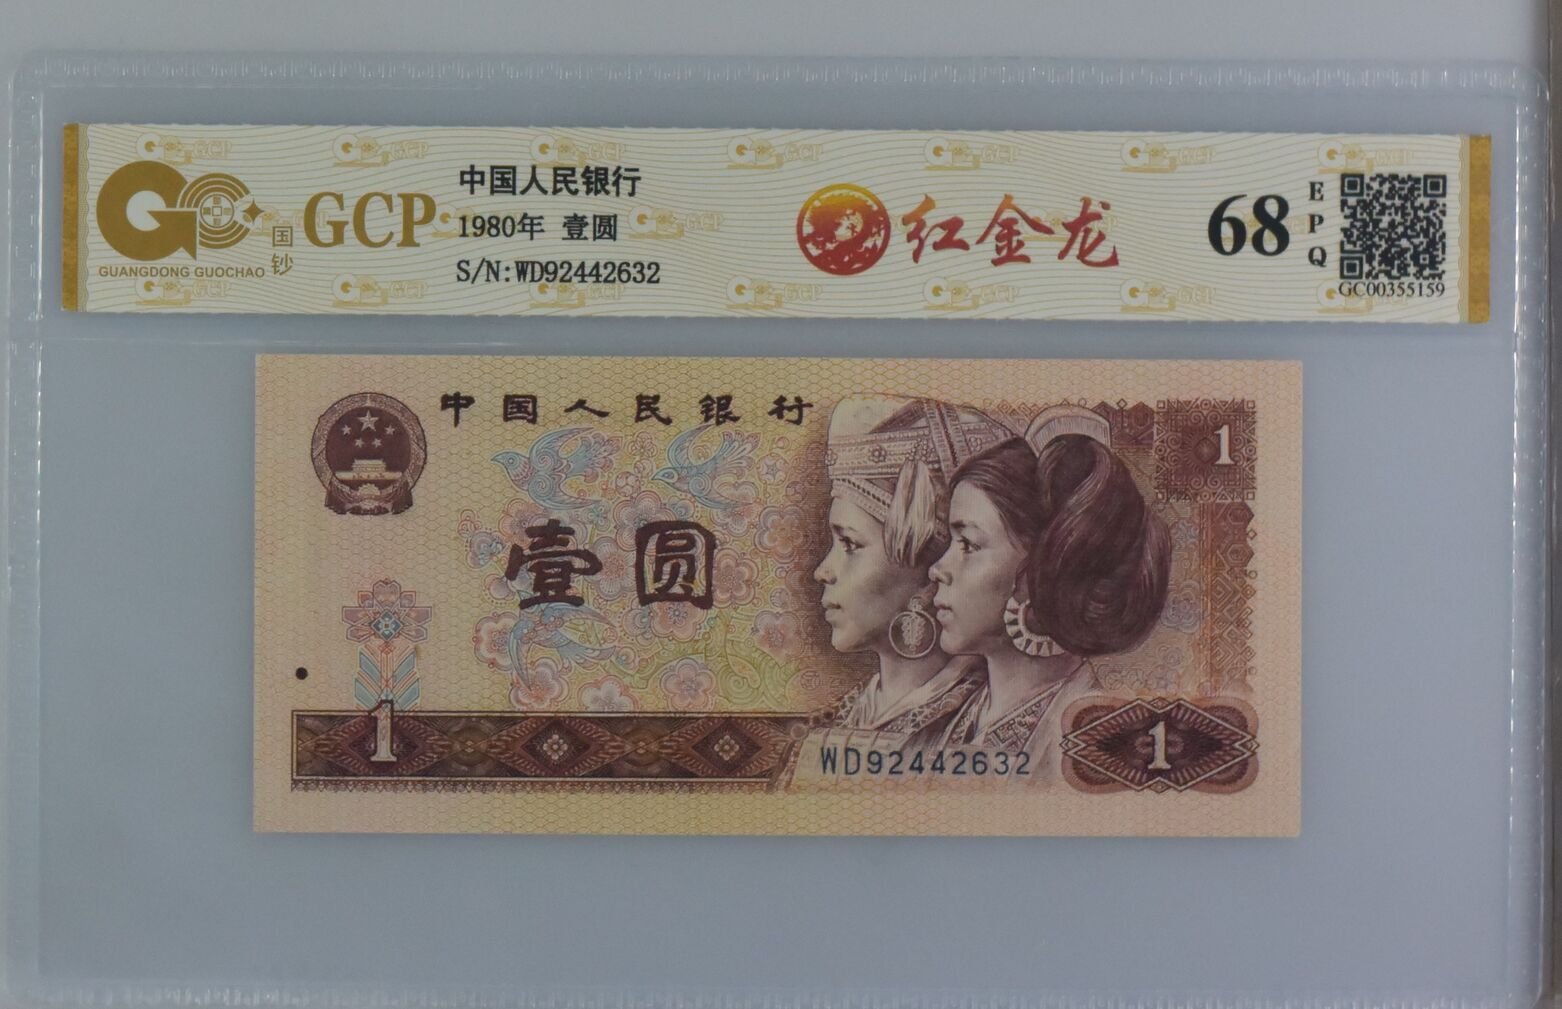 国钞
GUANGDONG GUOCHAO
GCP
中国人民银行
1980年 壹圆
S/N:WD92442632
红金龙
68
EPQ
GC00355159
中国人民银行
1
壹圆
1
WD92442632
1